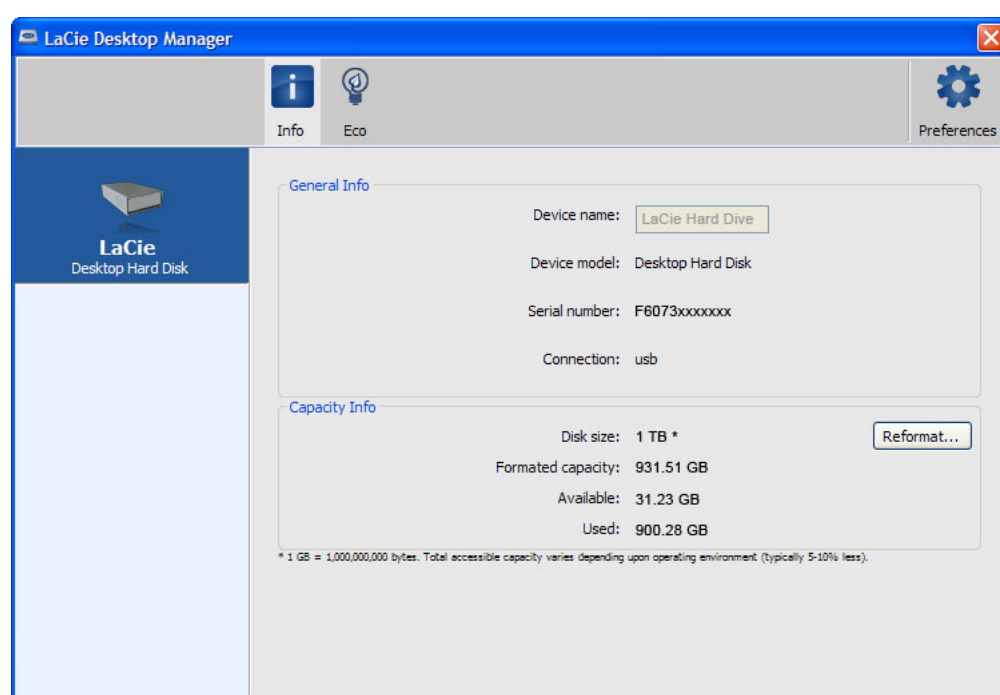 LaCie Desktop Manager
Info
Eco
Preferences
LaCie
Desktop Hard Disk
General Info
Device name: LaCie Hard Dive
Device model: Desktop Hard Disk
Serial number: F6073xxxxxxx
Connection: usb
Capacity Info
Disk size: 1 TB *
Reformat...
Formated capacity: 931.51 GB
Available: 31.23 GB
Used: 900.28 GB
* 1 GB = 1,000,000,000 bytes. Total accessible capacity varies depending upon operating environment (typically 5-10% less).